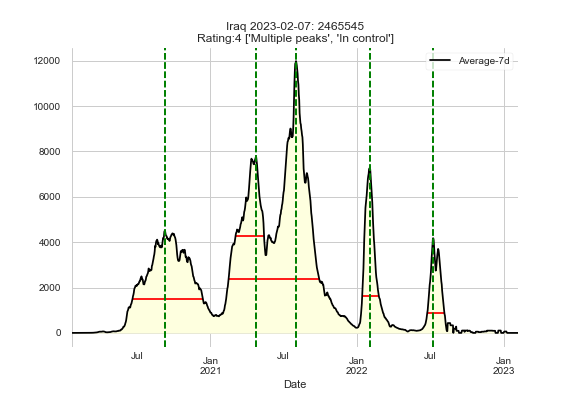 Iraq 2023-02-07: 2465545
Rating:4 ['Multiple peaks', 'In control']
Average-7d
12000
10000
8000
6000
4000
2000
0
Jul
Jan
2021
Jul
Jan
2022
Jul
Jan
2023
Date